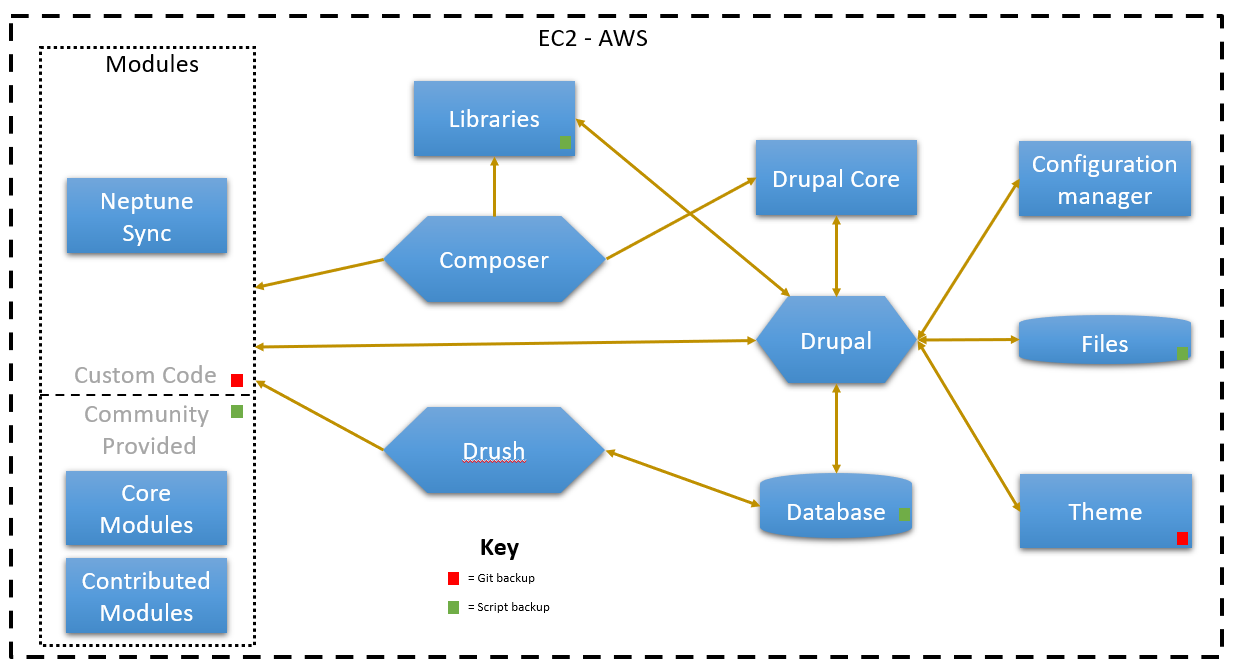 EC2 - AWS
Modules
Neptune
Sync
Custom Code
Community
Provided
Core
Modules
Contributed
Modules
Libraries
Composer
Drush
Drupal Core
Drupal
Database
Configuration
manager
Files
Theme
Key
= Git backup
= Script backup